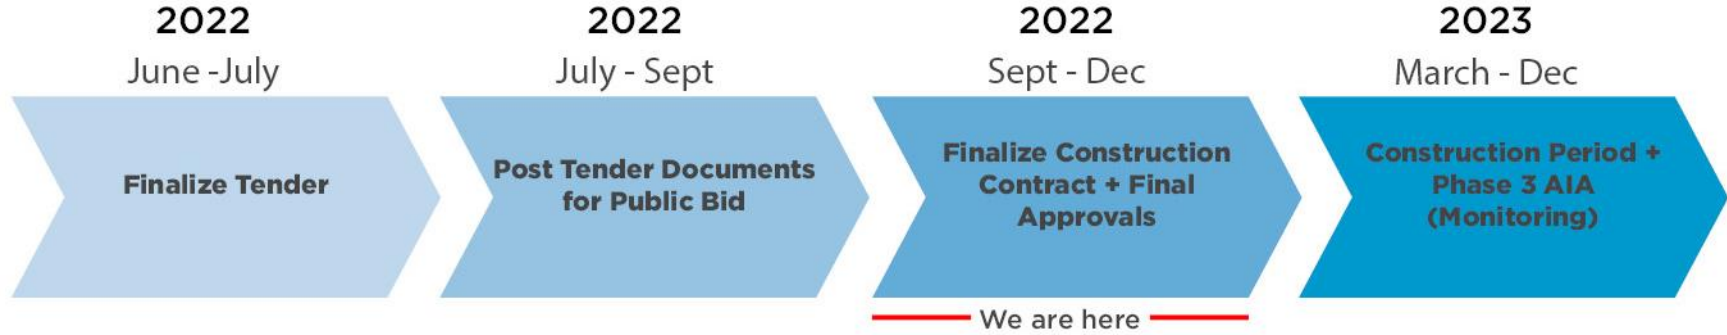 2022
June -July
Finalize Tender
2022
July - Sept
Post Tender Documents
for Public Bid
2022
Sept - Dec
Finalize Construction
Contract + Final
Approvals
We are here
2023
March - Dec
Construction Period +
Phase 3 AIA
(Monitoring)